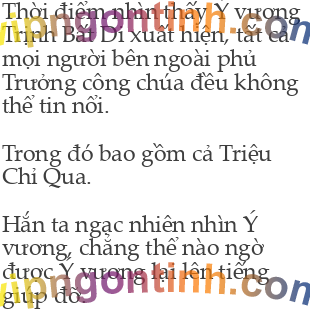 Thời điểm nhìn thấy Ý vương
Trịnh Bất Di xuất hiện, tất cả
mọi người bên ngoài phủ
Trưởng công chúa đều không
thể tin nổi.
Trong đó bao gồm cả Triệu
Chỉ Qua.
Hắn ta ngạc nhiên nhìn Ý
vương, chẳng thể nào ngờ
được Ý vương lại lên tiếng
giúp đỡ.
vipngontinh.com
vipngontinh.com